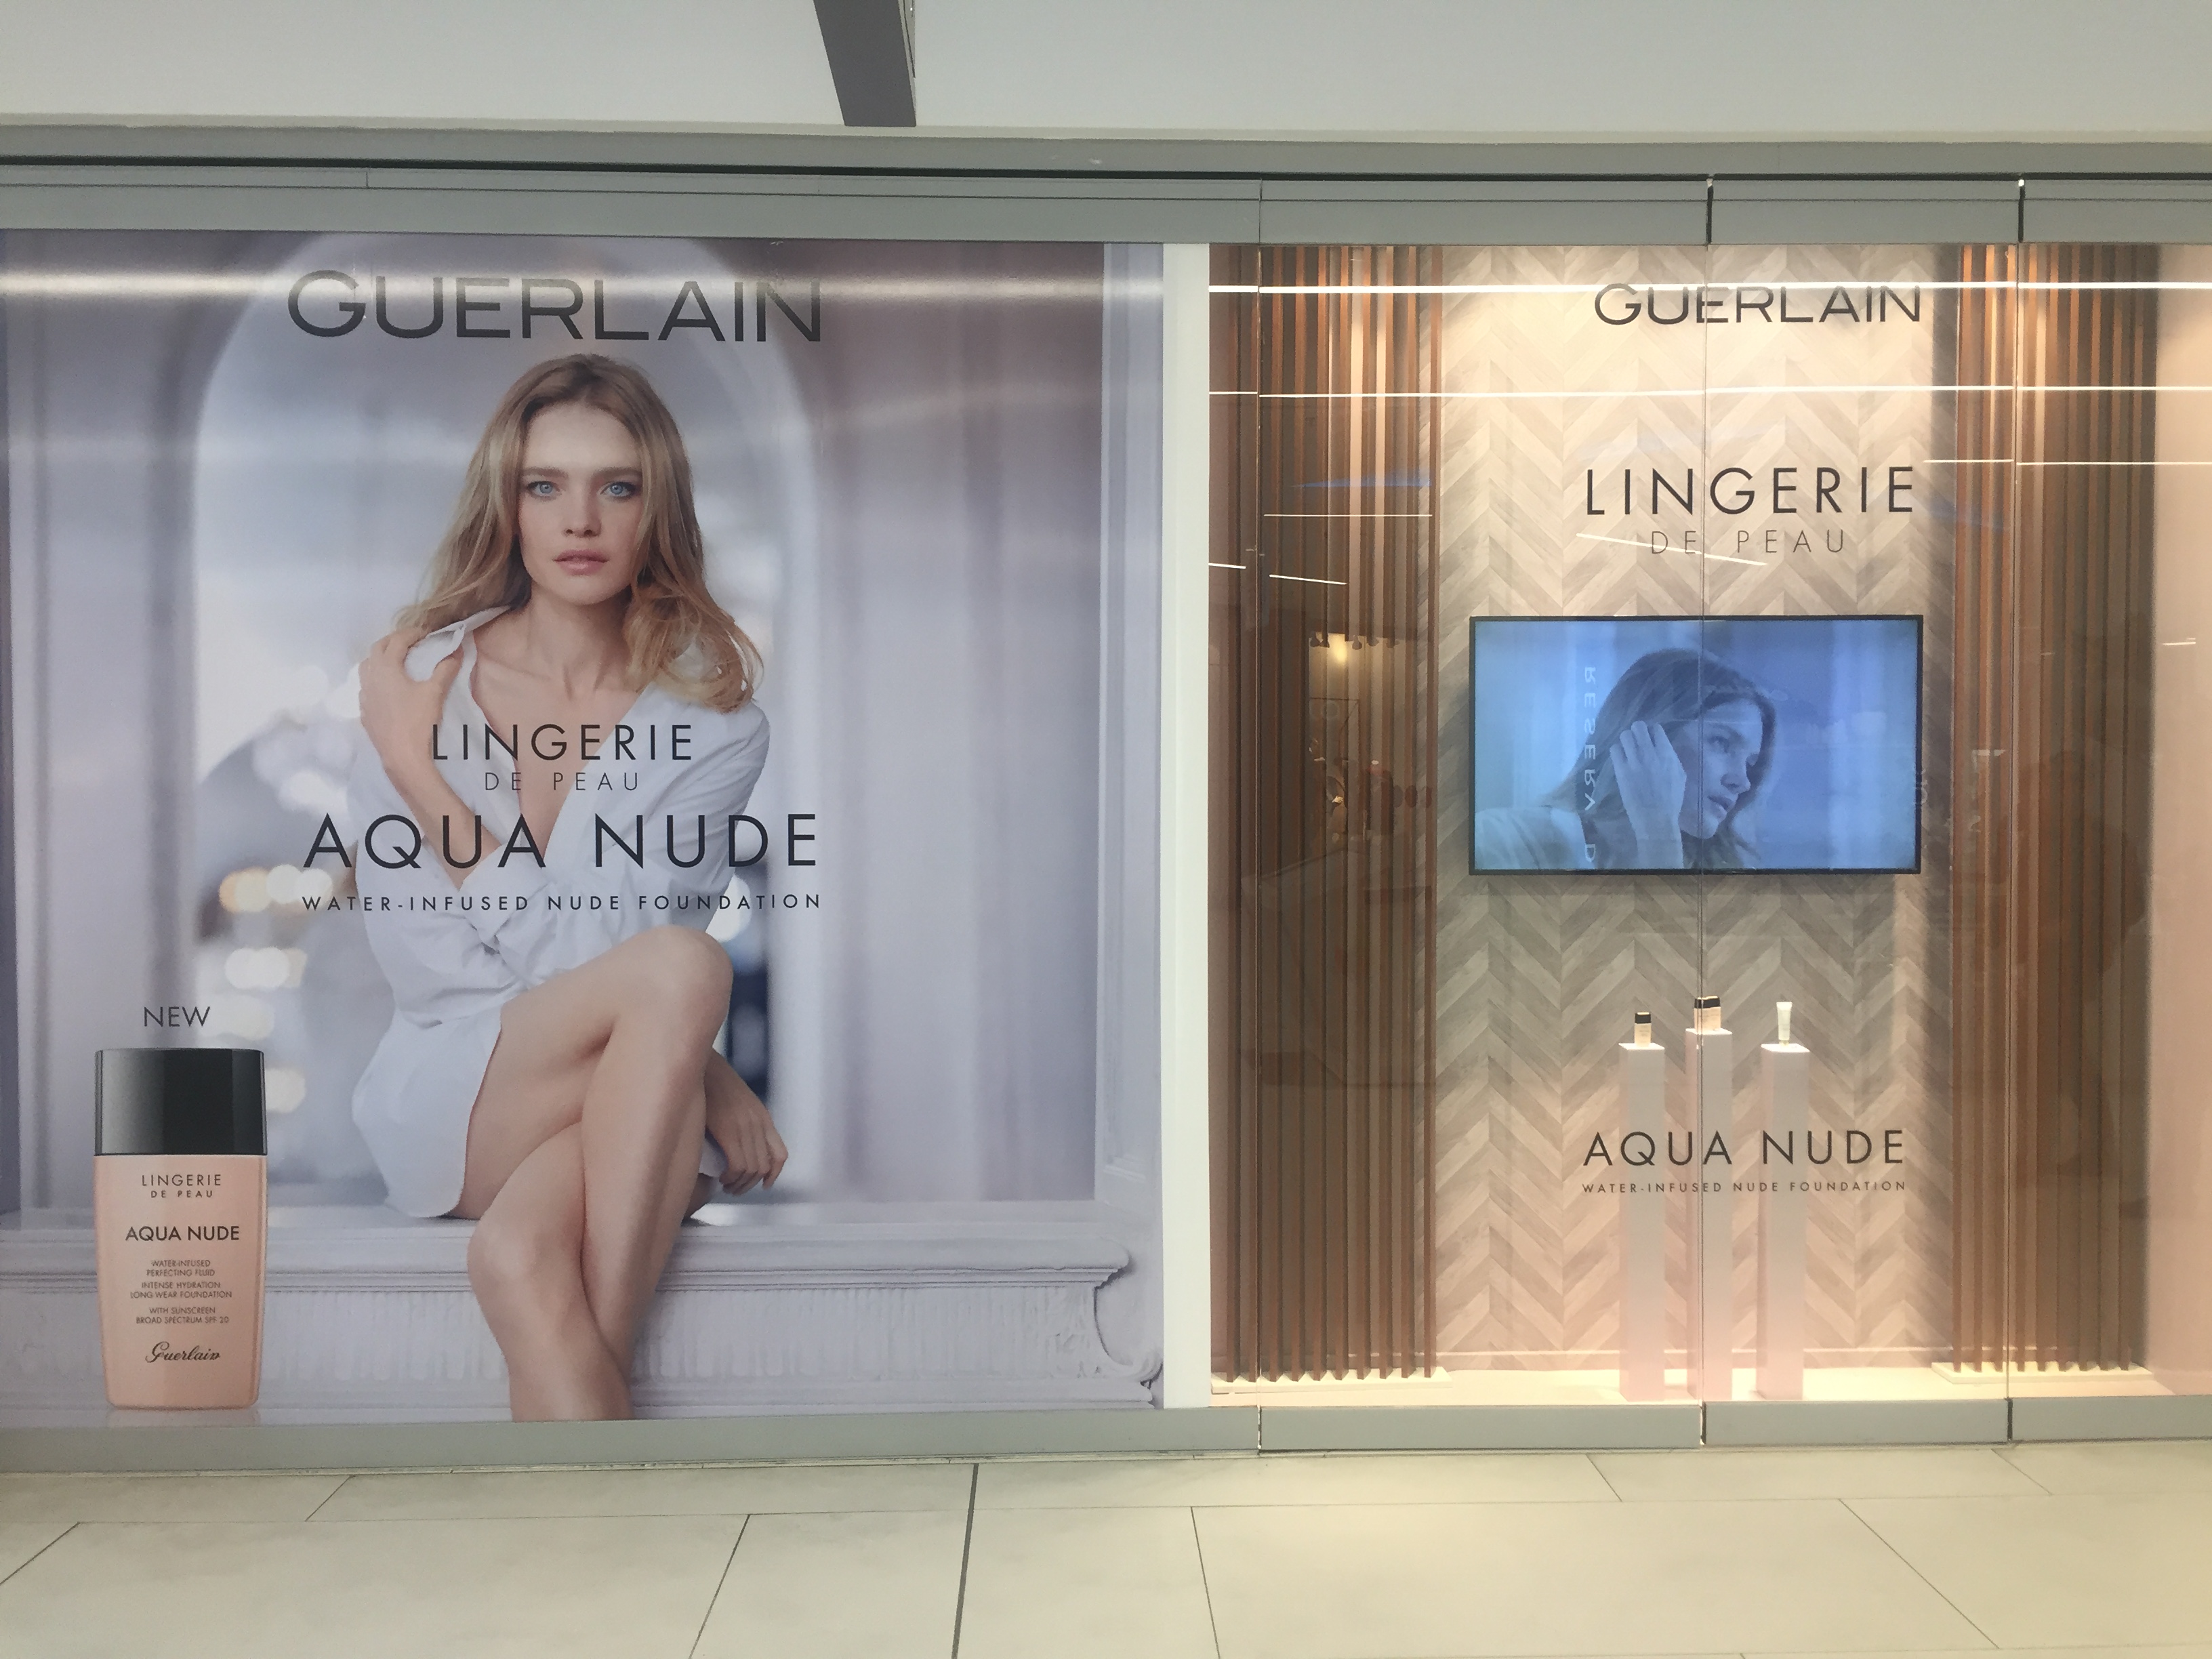 GUERLAIN
LINGERIE
DE PEAU
AQUA NUDE
WATER-INFUSED NUDE FOUNDATION
NEW
LINGERIE
DE PEAU
AQUA NUDE
WATER-INFUSED
PERFECTING FLUID
INTENSE HYDRATION
LONG-WEAR FOUNDATION
WITH SUNSCREEN
BROAD SPECTRUM SPF 20
Guerlain
GUERLAIN
LINGERIE
DE PEAU
AQUA NUDE
WATER-INFUSED NUDE FOUNDATION